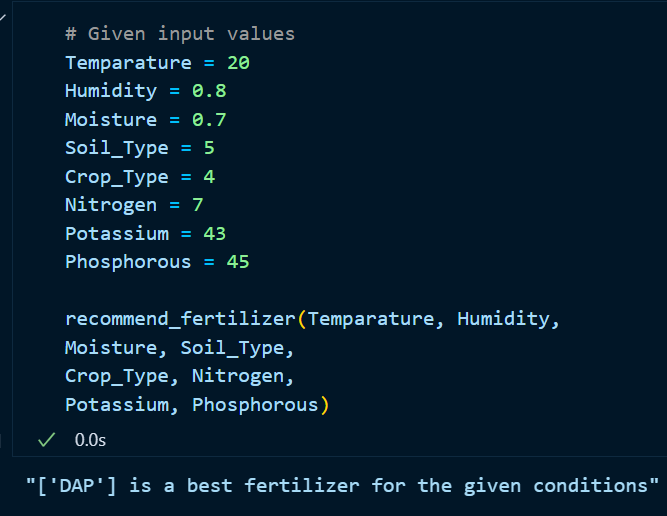 # Given input values
Temparature = 20
Humidity = 0.8
Moisture = 0.7
Soil_Type = 5
Crop_Type = 4
Nitrogen = 7
Potassium = 43
Phosphorous = 45
recommend_fertilizer(Temparature, Humidity,
Moisture, Soil_Type,
Crop_Type, Nitrogen,
Potassium, Phosphorous)
0.0s
"['DAP'] is a best fertilizer for the given conditions"